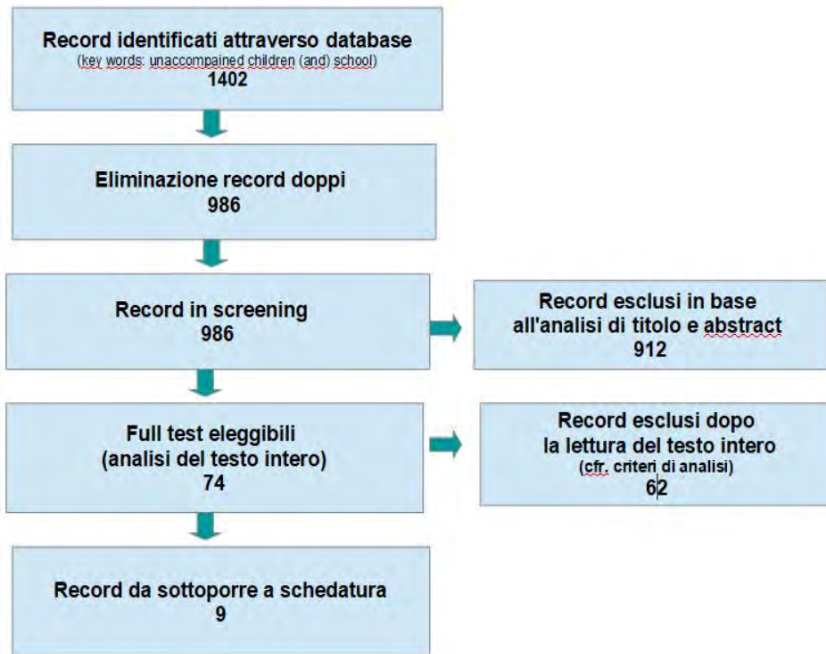 Record identificati attraverso database
(key words: unaccompained children (and) school)
1402
Eliminazione record doppi
986
Record in screening
986
Record esclusi in base
all'analisi di titolo e abstract
912
Full test eleggibili
(analisi del testo intero)
74
Record esclusi dopo
la lettura del testo intero
(cfr. criteri di analisi)
62
Record da sottoporre a schedatura
9